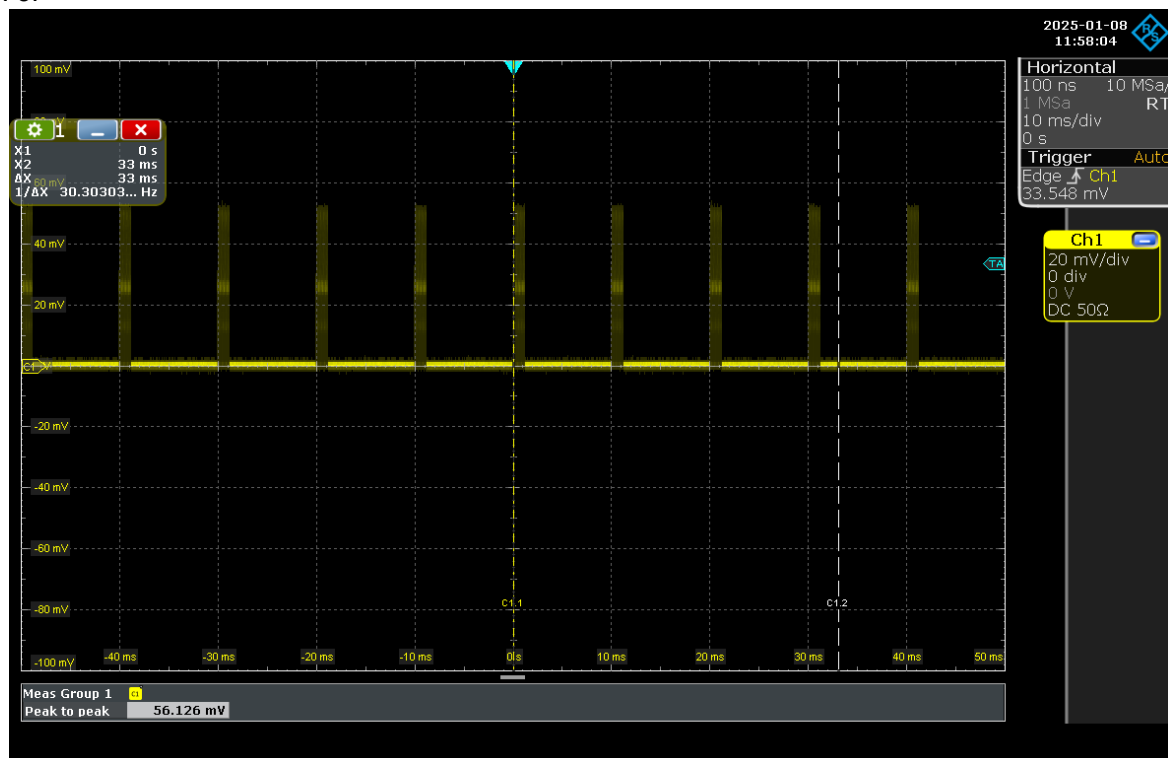 2025-01-08
11:58:04
Horizontal
100 ns 10 MSa/
1 MSa RT
10 ms/div
0 s
Trigger Auto
Edge Ch1
33.548 mV
Ch1
20 mV/div
0 div
0 V
DC 50Ω
100 mV
1
X1 0 s
X2 33 ms
ΔX 33 ms
1/ΔX 30.30303... Hz
60 mV
40 mV
TA
20 mV
C1
-20 mV
-40 mV
-60 mV
-80 mV
C1.1 C1.2
-100 mV -40 ms -30 ms -20 ms -10 ms 0 s 10 ms 20 ms 30 ms 40 ms 50 ms
Meas Group 1 C1
Peak to peak 56.126 mV